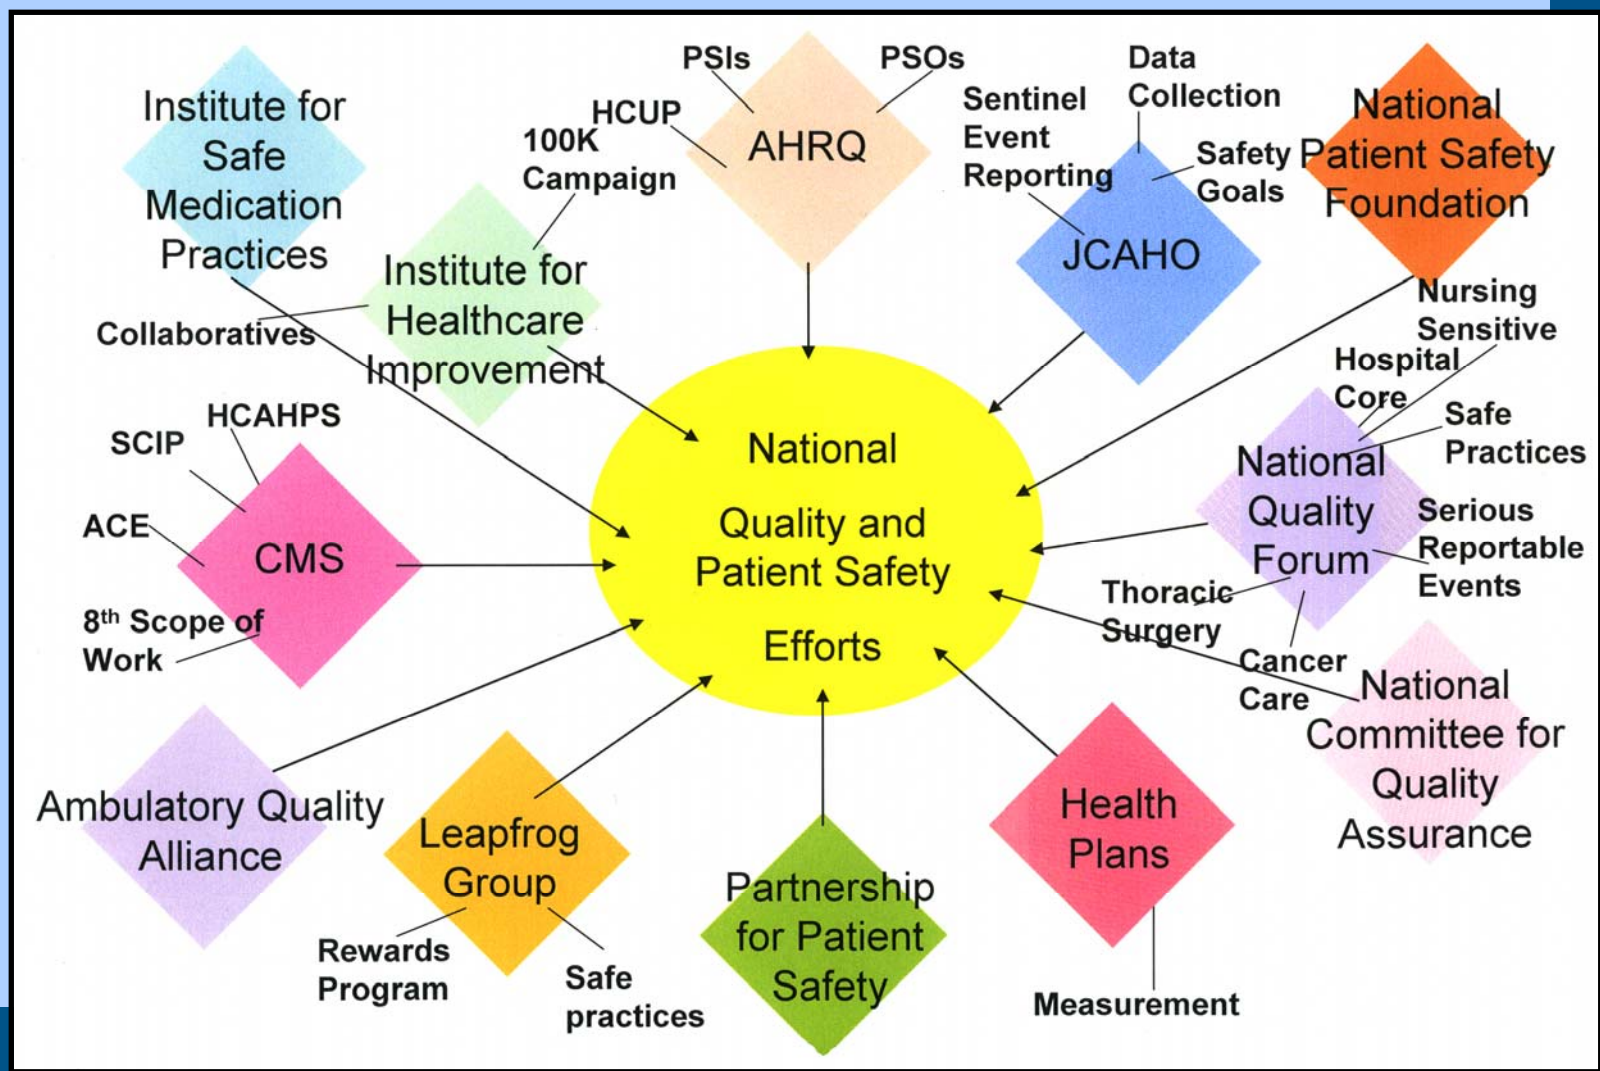 Institute for
Safe
Medication
Practices
100K
Campaign
Institute for
Healthcare
Improvement
Collaboratives
PSIs
HCUP
PSOs
AHRQ
Sentinel
Event
Reporting
Data
Collection
Safety
Goals
JCAHO
National
Patient Safety
Foundation
Nursing
Sensitive
Hospital
Core
Safe
Practices
National
Quality
Forum
Serious
Reportable
Events
Thoracic
Surgery
Cancer
Care
HCAHPS
SCIP
ACE
CMS
8th Scope of
Work
National
Quality and
Patient Safety
Efforts
National
Committee for
Quality
Assurance
Ambulatory Quality
Alliance
Leapfrog
Group
Rewards
Program
Safe
practices
Partnership
for Patient
Safety
Health
Plans
Measurement